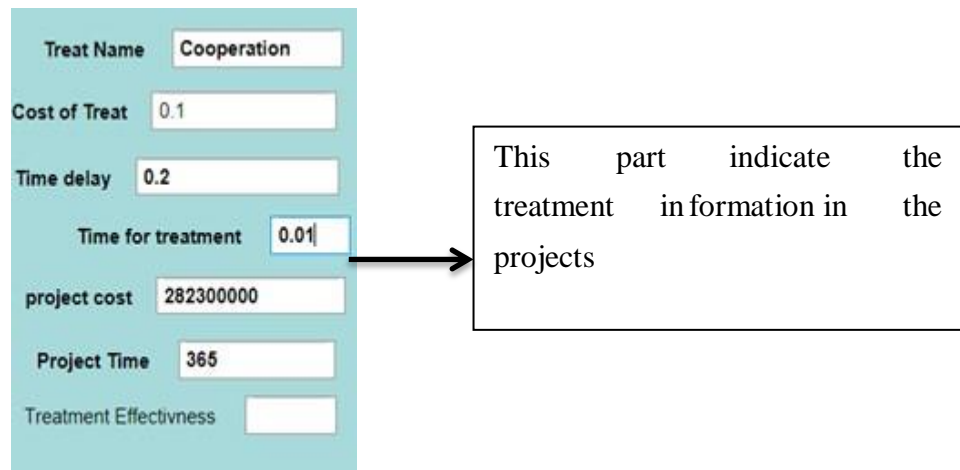 Treat Name Cooperation
Cost of Treat 0.1
Time delay 0.2
Time for treatment 0.01
project cost 282300000
Project Time 365
Treatment Effectivness
This part indicate the
treatment information in the
projects